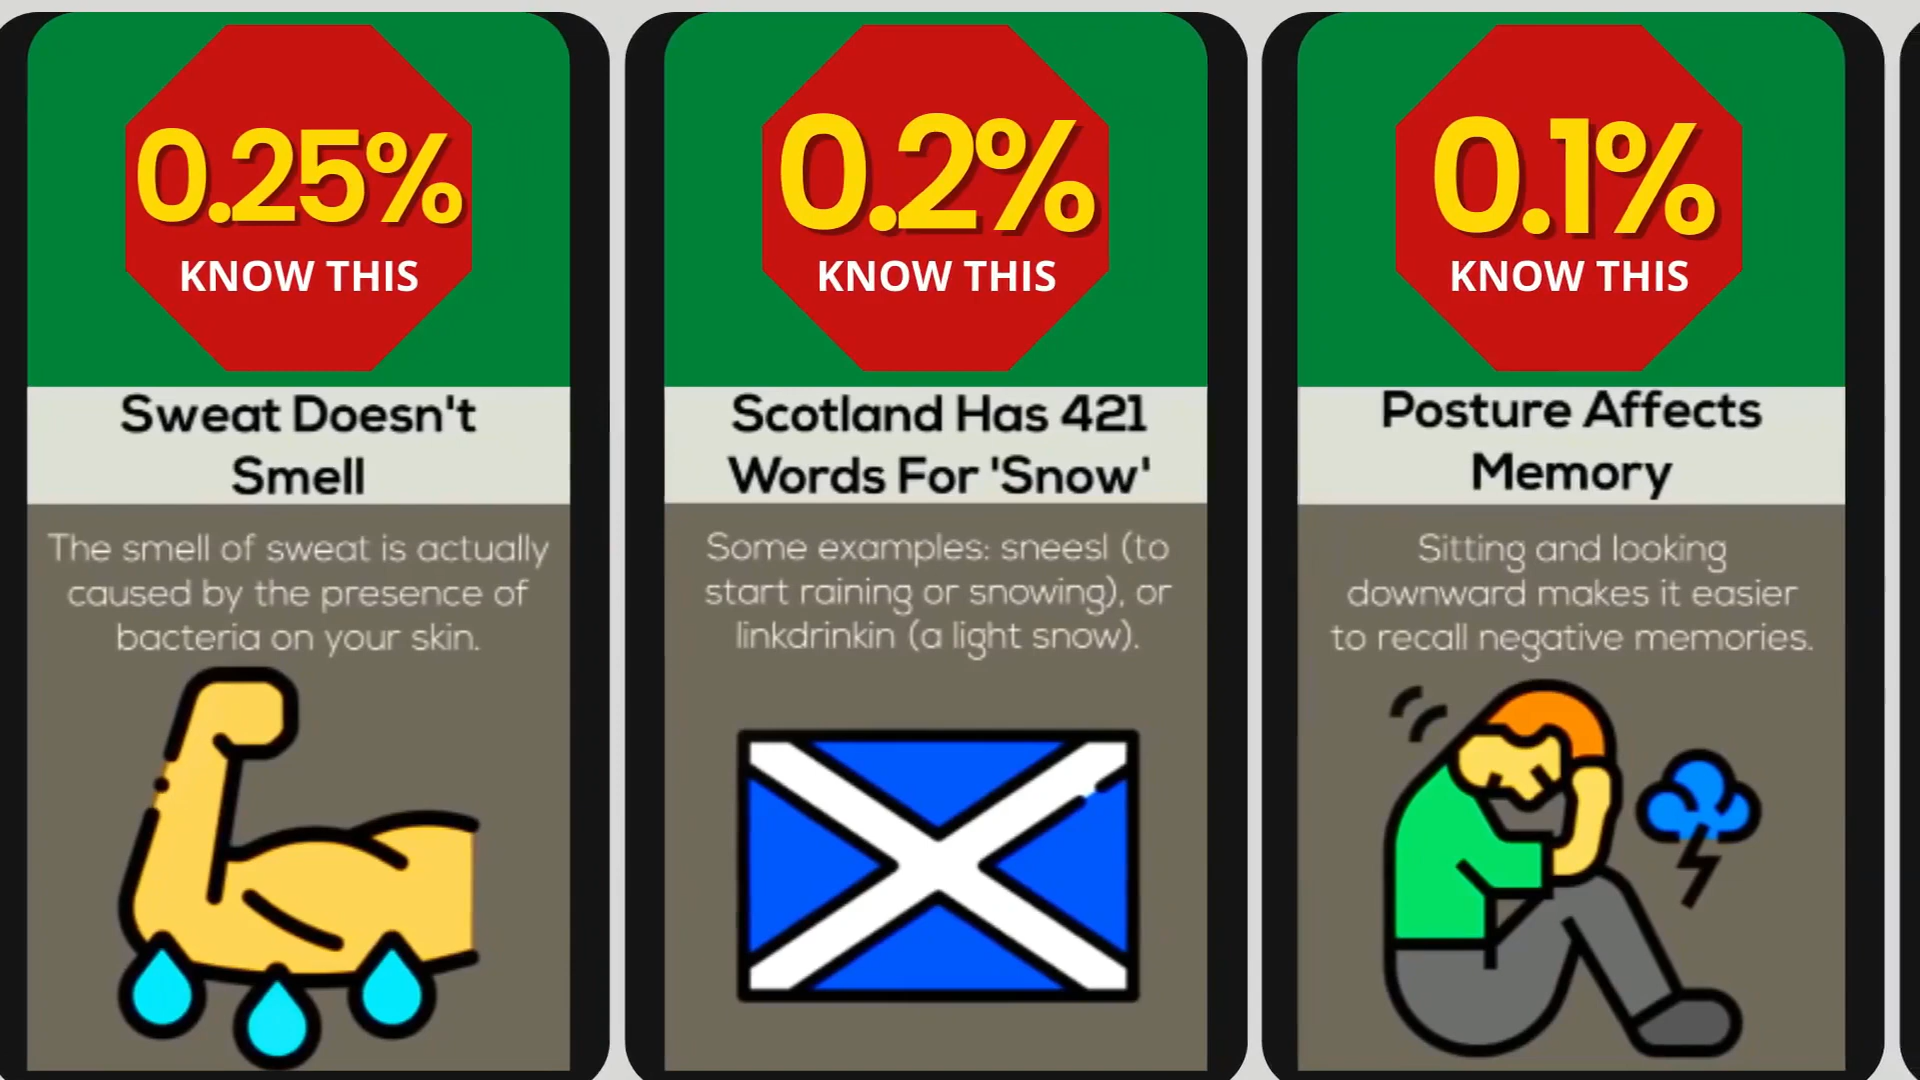 0.25%
KNOW THIS
Sweat Doesn't
Smell
The smell of sweat is actually
caused by the presence of
bacteria on your skin.
0.2%
KNOW THIS
Scotland Has 421
Words For 'Snow'
Some examples: sneesl (to
start raining or snowing), or
linkdrinkin (a light snow).
0.1%
KNOW THIS
Posture Affects
Memory
Sitting and looking
downward makes it easier
to recall negative memories.